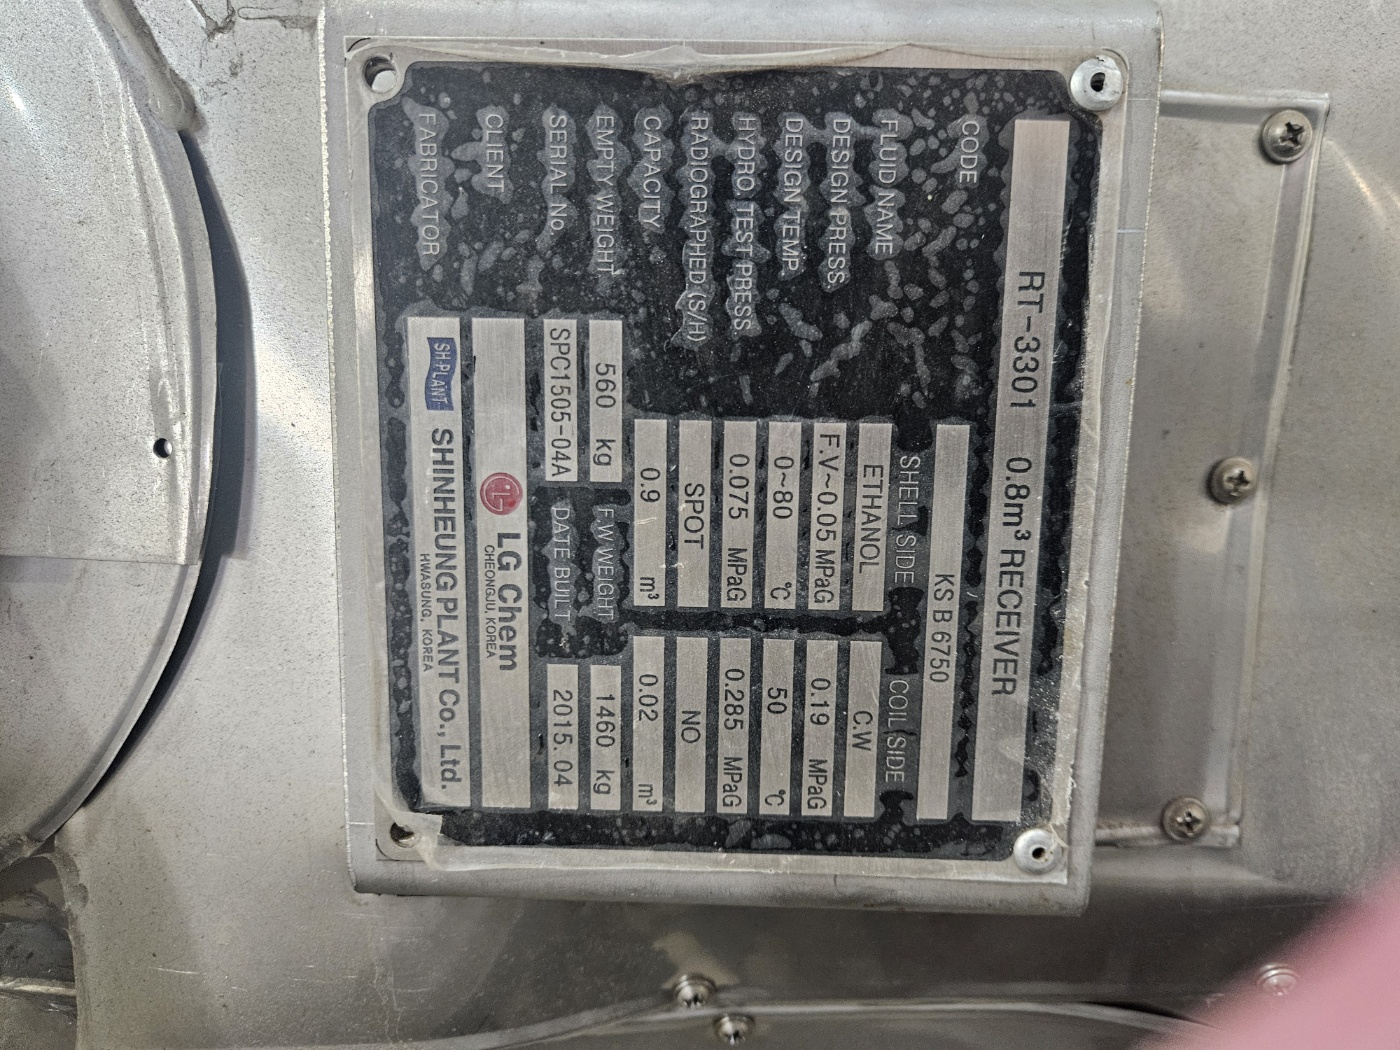 RT-3301 0.8m³ RECEIVER
CODE KS B 6750
SHELL SIDE COIL SIDE
FLUID NAME ETHANOL C.W
DESIGN PRESS. F.V~0.05 MPaG 0.19 MPaG
DESIGN TEMP. 0~80 ℃ 50 ℃
HYDRO. TEST PRESS. 0.075 MPaG 0.285 MPaG
RADIOGRAPHED (S/H) SPOT NO
CAPACITY 0.9 m³ 0.02 m³
EMPTY WEIGHT 560 kg F.W WEIGHT 1460 kg
SERIAL No. SPC1505-04A DATE BUILT 2015. 04
CLIENT LG LG Chem
CHEONGJU, KOREA
FABRICATOR SH-PLANT SHINHEUNG PLANT Co., Ltd.
HWASUNG, KOREA